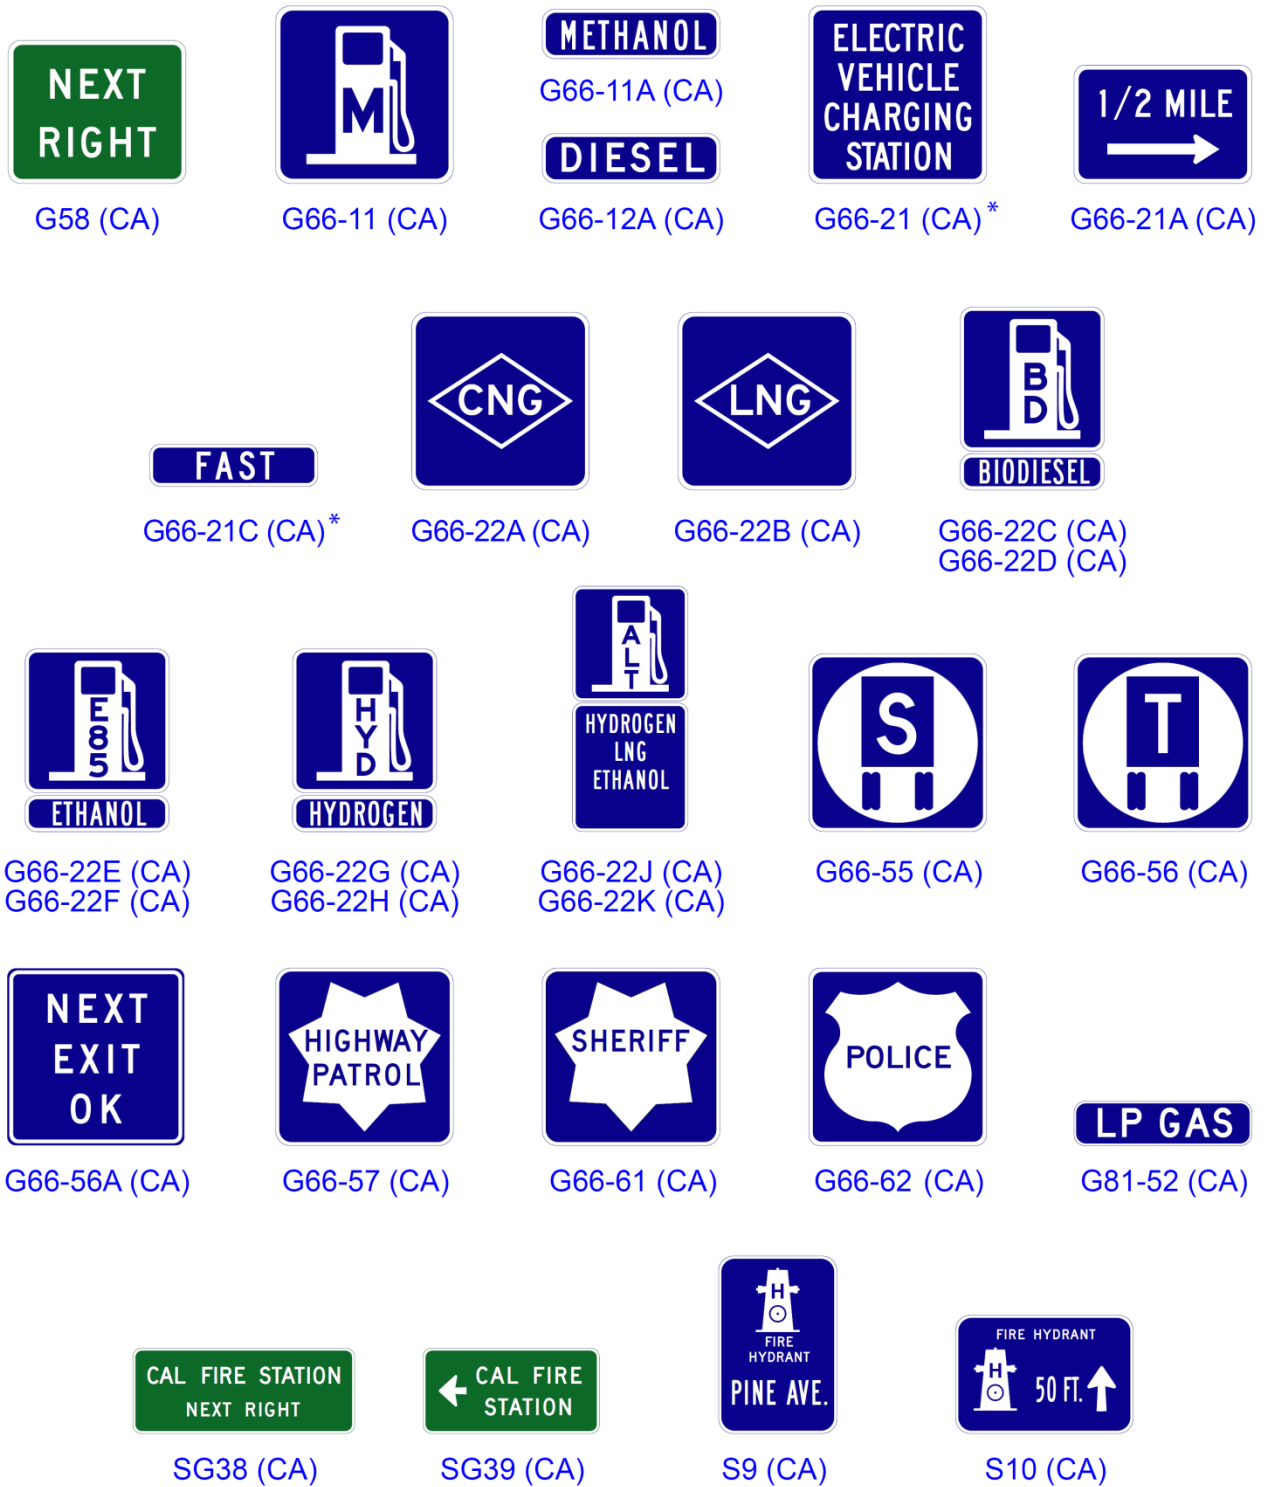 NEXT
RIGHT
G58 (CA)
M
G66-11 (CA)
METHANOL
G66-11A (CA)
DIESEL
G66-12A (CA)
ELECTRIC
VEHICLE
CHARGING
STATION
G66-21 (CA)*
1/2 MILE
G66-21A (CA)
FAST
G66-21C (CA)*
CNG
G66-22A (CA)
LNG
G66-22B (CA)
B
D
BIODIESEL
G66-22C (CA)
G66-22D (CA)
E
8
5
ETHANOL
G66-22E (CA)
G66-22F (CA)
H
Y
D
HYDROGEN
G66-22G (CA)
G66-22H (CA)
A
L
T
HYDROGEN
LNG
ETHANOL
G66-22J (CA)
G66-22K (CA)
S
G66-55 (CA)
T
G66-56 (CA)
NEXT
EXIT
OK
G66-56A (CA)
HIGHWAY
PATROL
G66-57 (CA)
SHERIFF
G66-61 (CA)
POLICE
G66-62 (CA)
LP GAS
G81-52 (CA)
CAL FIRE STATION
NEXT RIGHT
SG38 (CA)
CAL FIRE
STATION
SG39 (CA)
H
FIRE
HYDRANT
PINE AVE.
S9 (CA)
FIRE HYDRANT
H
50 FT.
S10 (CA)